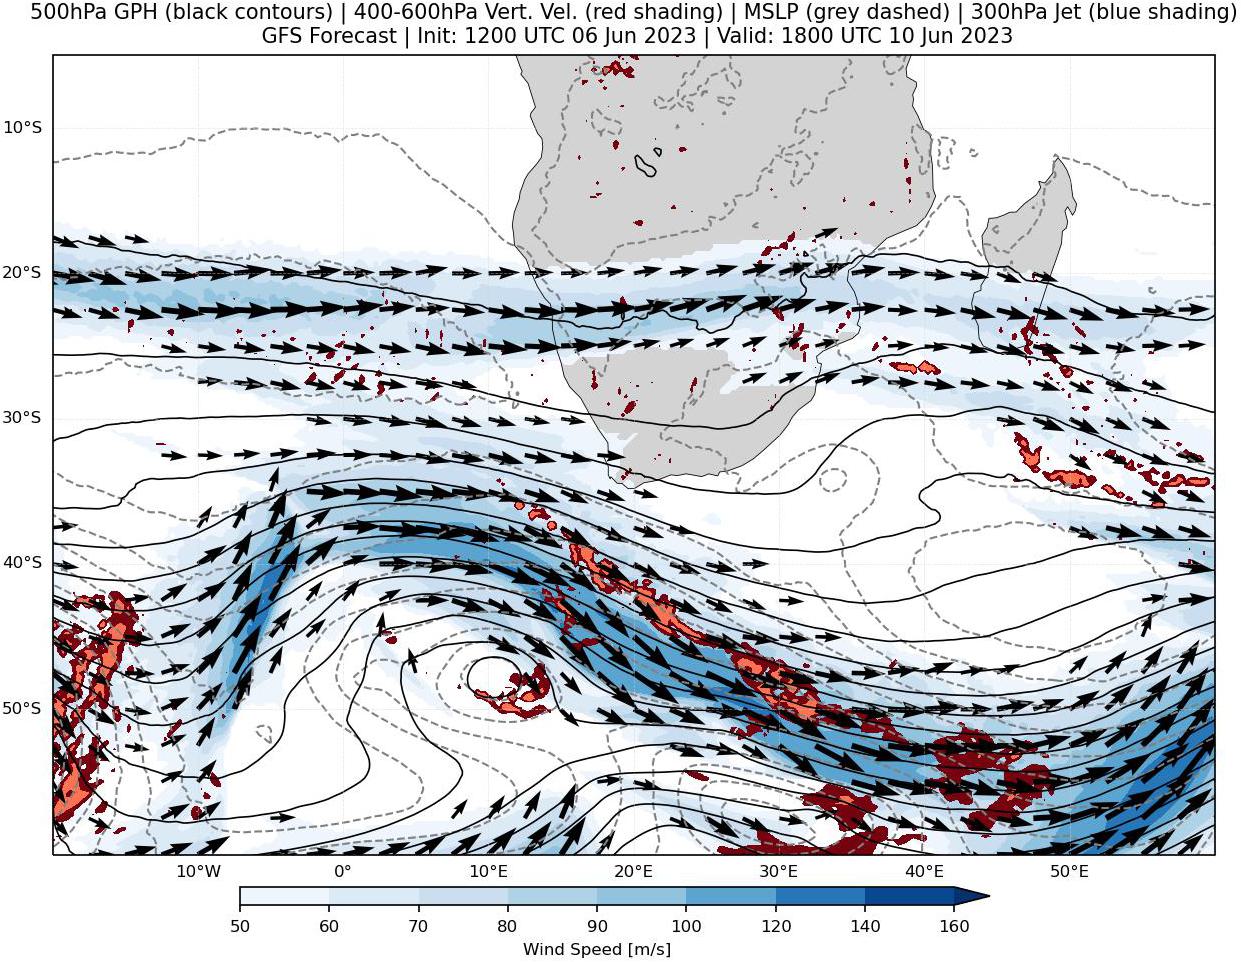 500hPa GPH (black contours) | 400-600hPa Vert. Vel. (red shading) | MSLP (grey dashed) | 300hPa Jet (blue shading)
GFS Forecast | Init: 1200 UTC 06 Jun 2023 | Valid: 1800 UTC 10 Jun 2023
10°S
20°S
30°S
40°S
50°S
10°W 0° 10°E 20°E 30°E 40°E 50°E
50 60 70 80 90 100 120 140 160
Wind Speed [m/s]